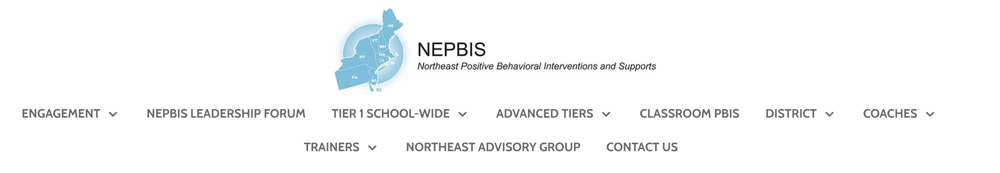 ME
VT
NH
NY
MA
CT
RI
PA
NJ
DE
NEPBIS
Northeast Positive Behavioral Interventions and Supports
ENGAGEMENT NEPBIS LEADERSHIP FORUM TIER 1 SCHOOL-WIDE ADVANCED TIERS CLASSROOM PBIS DISTRICT COACHES
TRAINERS NORTHEAST ADVISORY GROUP CONTACT US